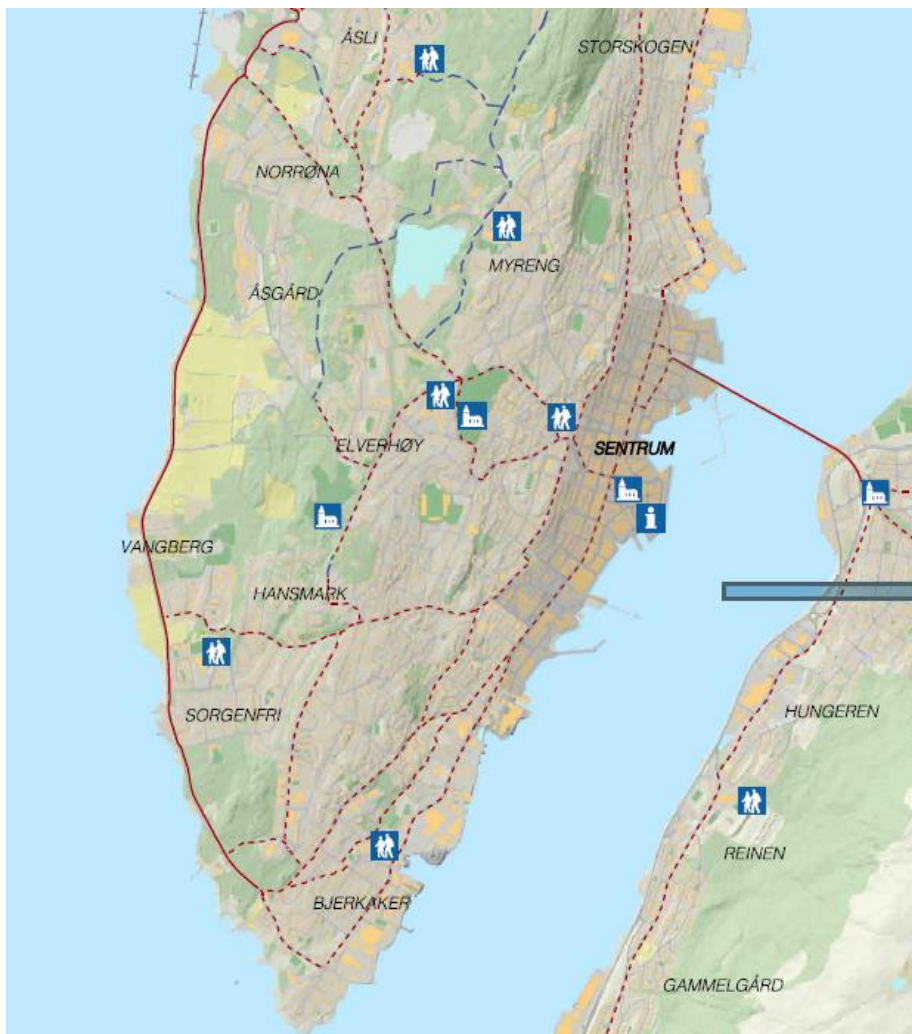 ÅSLI
STORSKOGEN
NORRØNA
MYRENG
ÅSGÅRD
ELVERHØY
SENTRUM
VANGBERG
HANSMARK
SORGENFRI
HUNGEREN
REINEN
BJERKAKER
GAMMELGÅRD